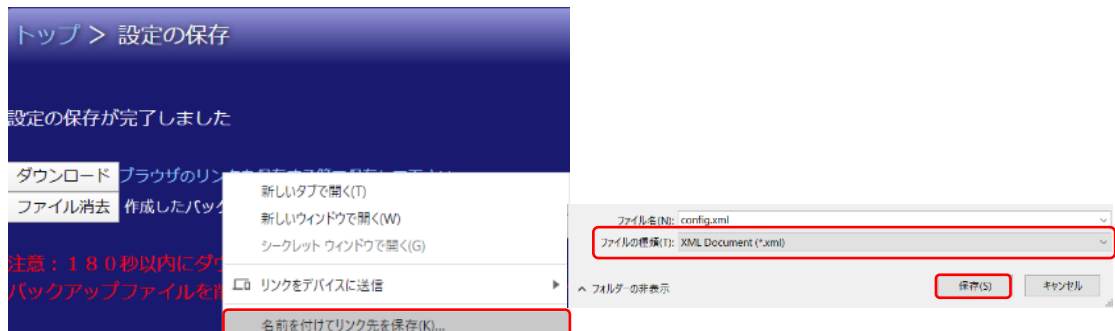 トップ > 設定の保存
設定の保存が完了しました
ダウンロード ブラウザのリン
ファイル消去 作成したバック
注意：１８０秒以内にダウ
バックアップファイルを
新しいタブで開く(T)
新しいウィンドウで開く(W)
シークレット ウィンドウで開く(G)
リンクをデバイスに送信
名前を付けてリンク先を保存(K)...
ファイル名(N): config.xml
ファイルの種類(T): XML Document (*.xml)
フォルダーの非表示
保存(S)
キャンセル